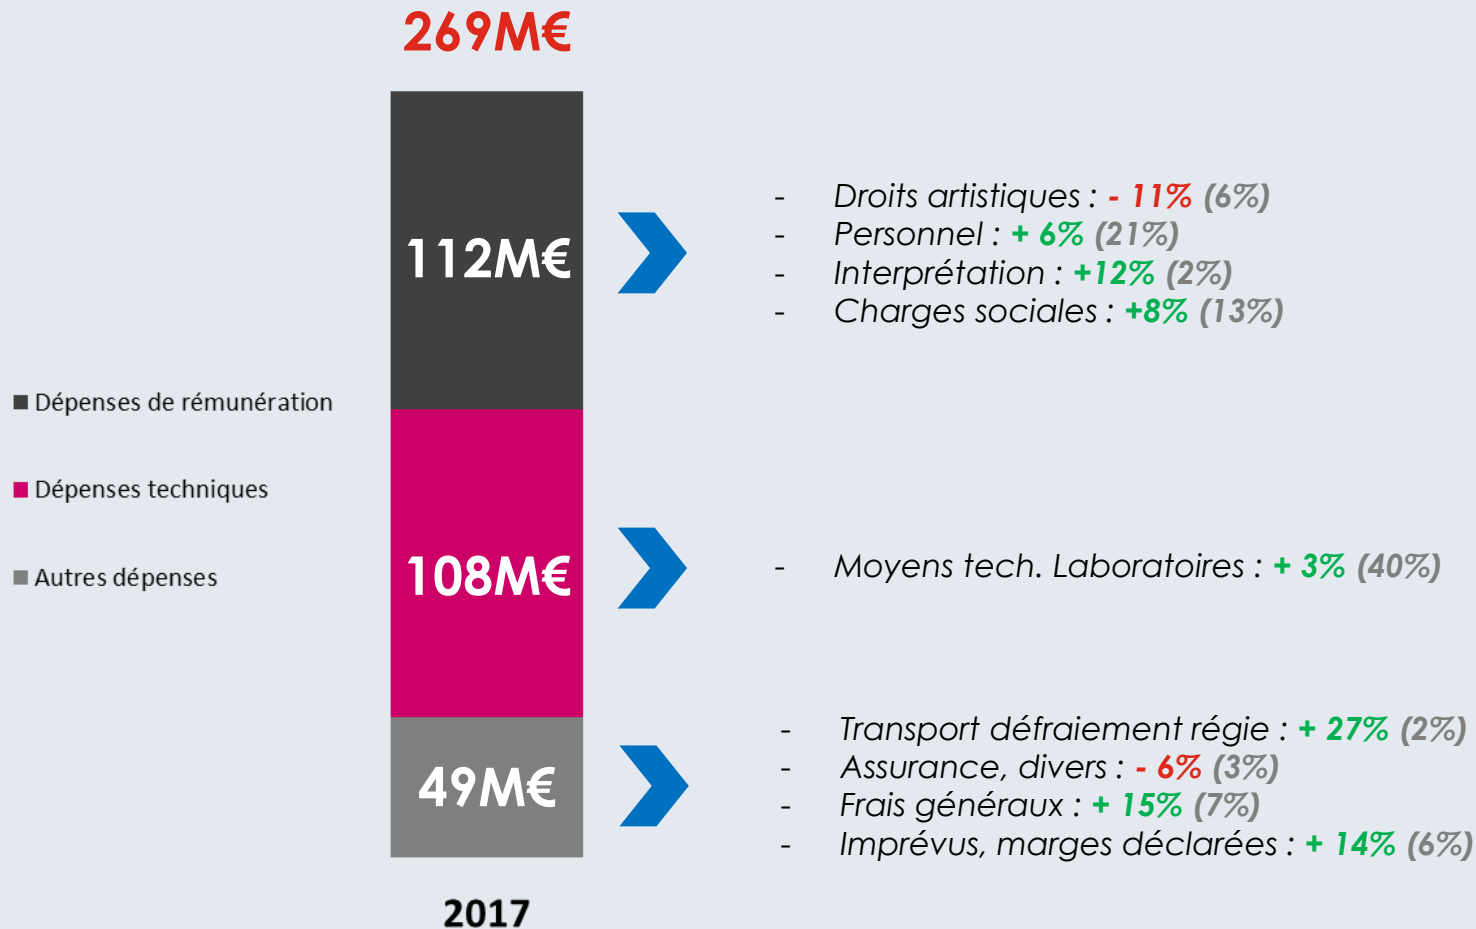 269M€
112M€
- Droits artistiques : - 11% (6%)
- Personnel : + 6% (21%)
- Interprétation : +12% (2%)
- Charges sociales : +8% (13%)
■ Dépenses de rémunération
■ Dépenses techniques
■ Autres dépenses
108M€
- Moyens tech. Laboratoires : + 3% (40%)
49M€
- Transport défraiement régie : + 27% (2%)
- Assurance, divers : - 6% (3%)
- Frais généraux : + 15% (7%)
- Imprévus, marges déclarées : + 14% (6%)
2017